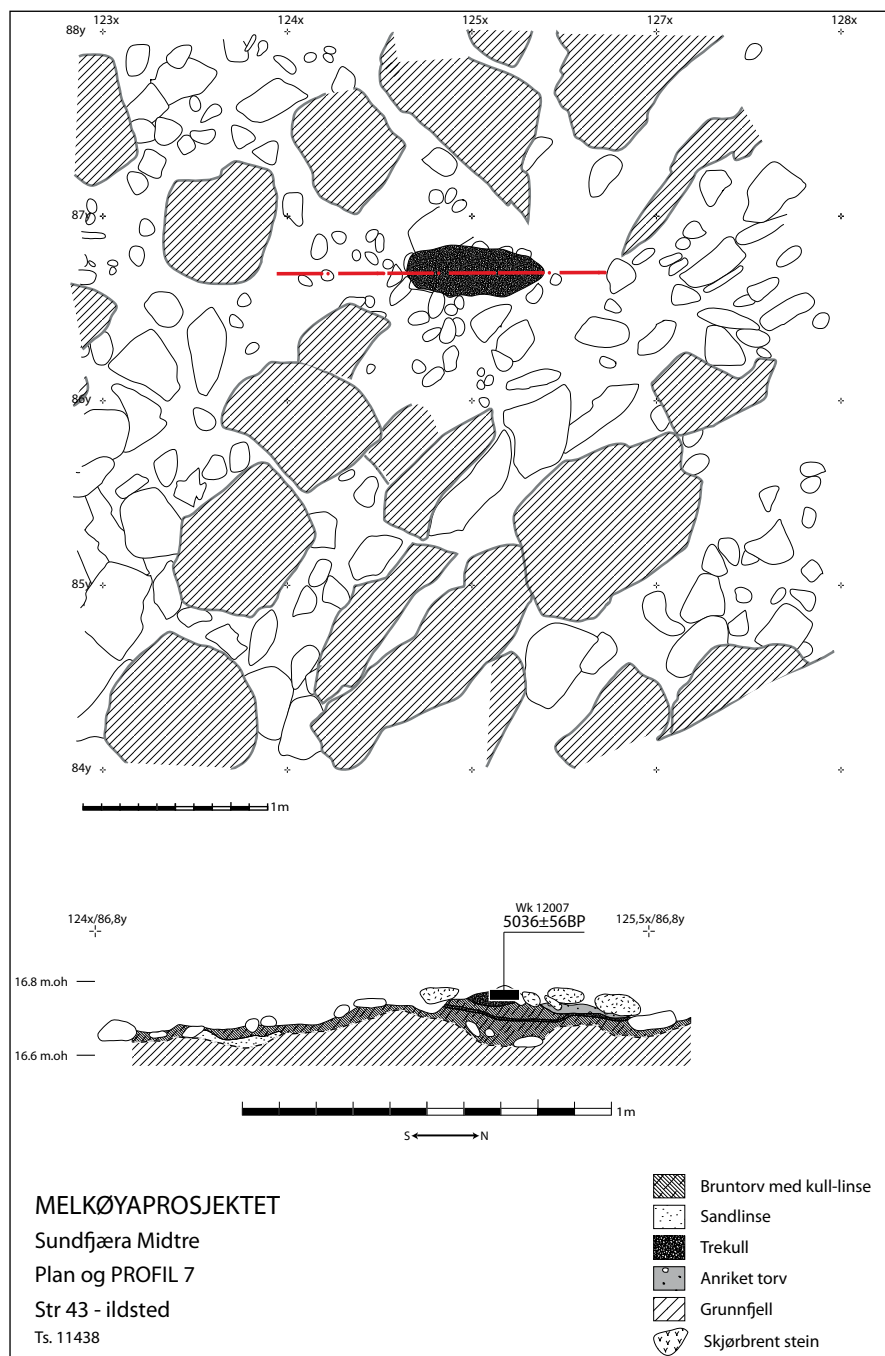 123x 124x 125x 127x 128x
88y
87y
86y
85y
84y
1m
Wk 12007
5036±56BP
124x/86,8y
125,5x/86,8y
16.8 m.oh
16.6 m.oh
1m
S N
MELKØYAPROSJEKTET
Sundfjæra Midtre
Plan og PROFIL 7
Str 43 - ildsted
Ts. 11438
Bruntorv med kull-linse
Sandlinse
Trekull
Anriket torv
Grunnfjell
Skjørbrent stein